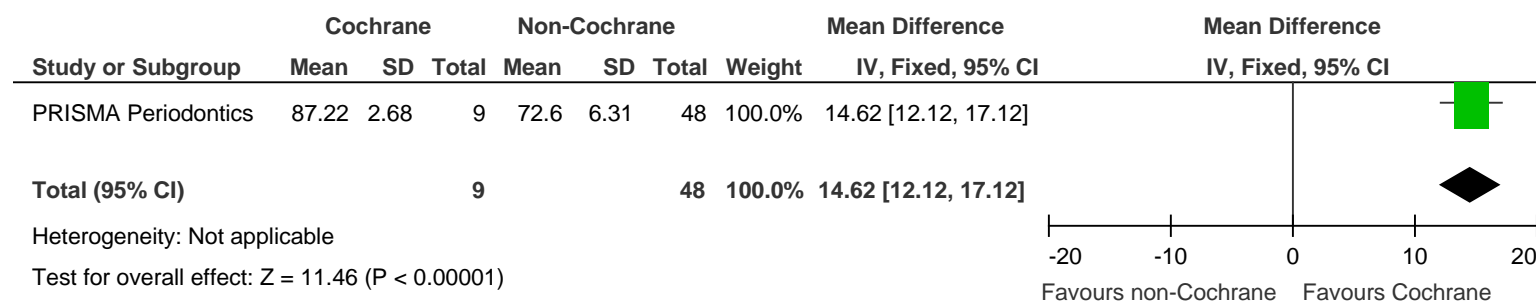 Cochrane Non-Cochrane Mean Difference Mean Difference
Study or Subgroup Mean SD Total Mean SD Total Weight IV, Fixed, 95% CI IV, Fixed, 95% CI
PRISMA Periodontics 87.22 2.68 9 72.6 6.31 48 100.0% 14.62 [12.12, 17.12]
Total (95% CI) 9 48 100.0% 14.62 [12.12, 17.12]
Heterogeneity: Not applicable
Test for overall effect: Z = 11.46 (P < 0.00001)
-20 -10 0 10 20
Favours non-Cochrane Favours Cochrane